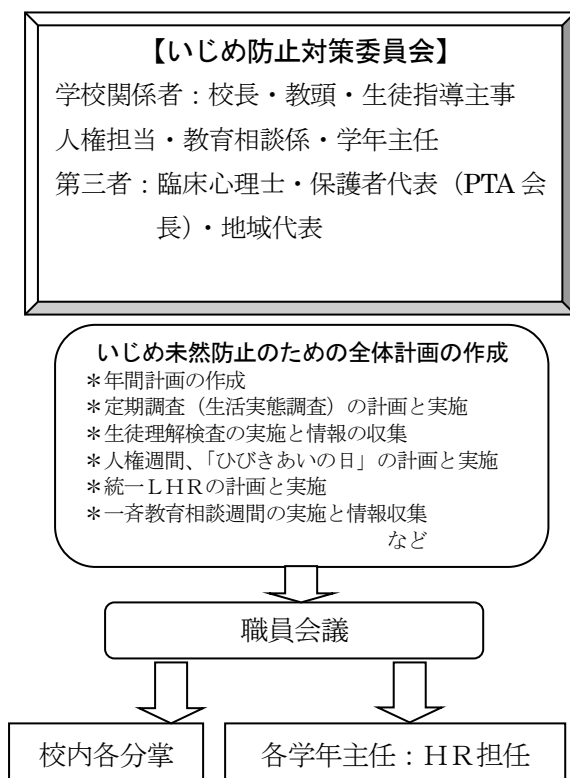 【いじめ防止対策委員会】
学校関係者：校長・教頭・生徒指導主事
人権担当・教育相談係・学年主任
第三者：臨床心理士・保護者代表（PTA 会
長）・地域代表
いじめ未然防止のための全体計画の作成
＊年間計画の作成
＊定期調査（生活実態調査）の計画と実施
＊生徒理解検査の実施と情報の収集
＊人権週間、「ひびきあいの日」の計画と実施
＊統一ＬＨＲの計画と実施
＊一斉教育相談週間の実施と情報収集
など
職員会議
校内各分掌
各学年主任：ＨＲ担任